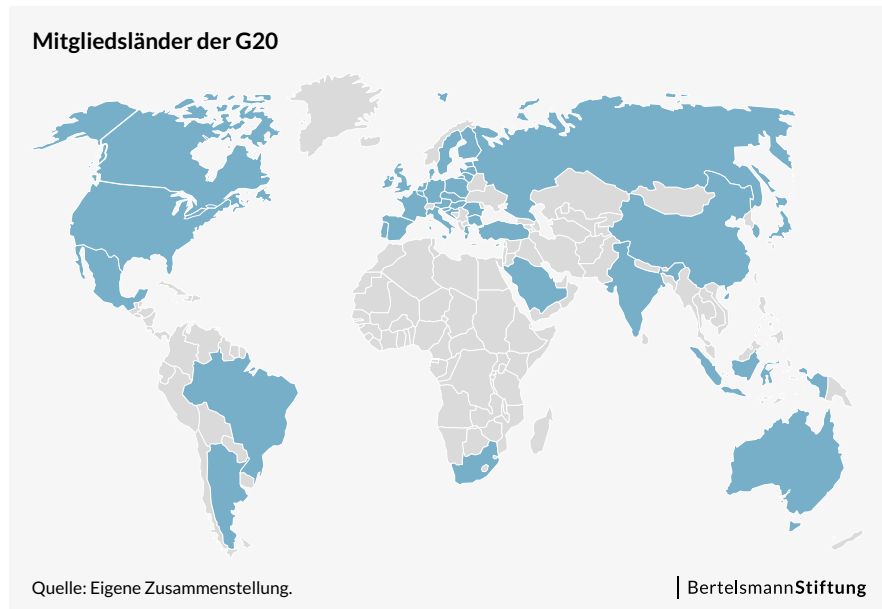 Mitgliedsländer der G20
Quelle: Eigene Zusammenstellung.
BertelsmannStiftung